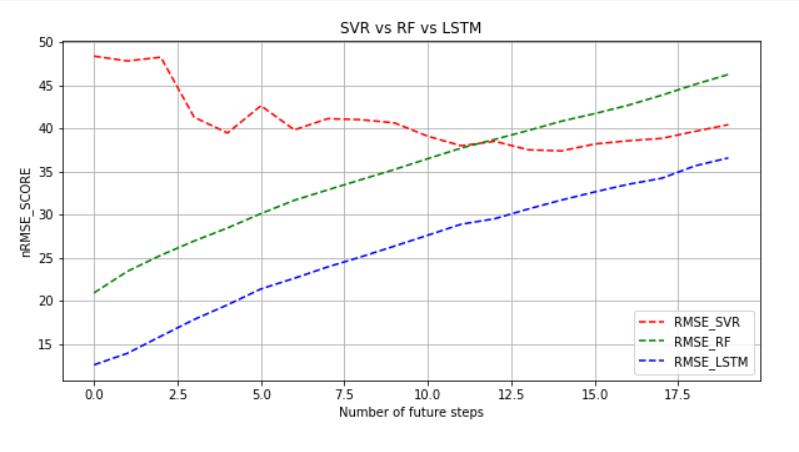 SVR vs RF vs LSTM
50
45
40
35
30
25
20
15
nRMSE_SCORE
0.0 2.5 5.0 7.5 10.0 12.5 15.0 17.5
Number of future steps
RMSE_SVR
RMSE_RF
RMSE_LSTM